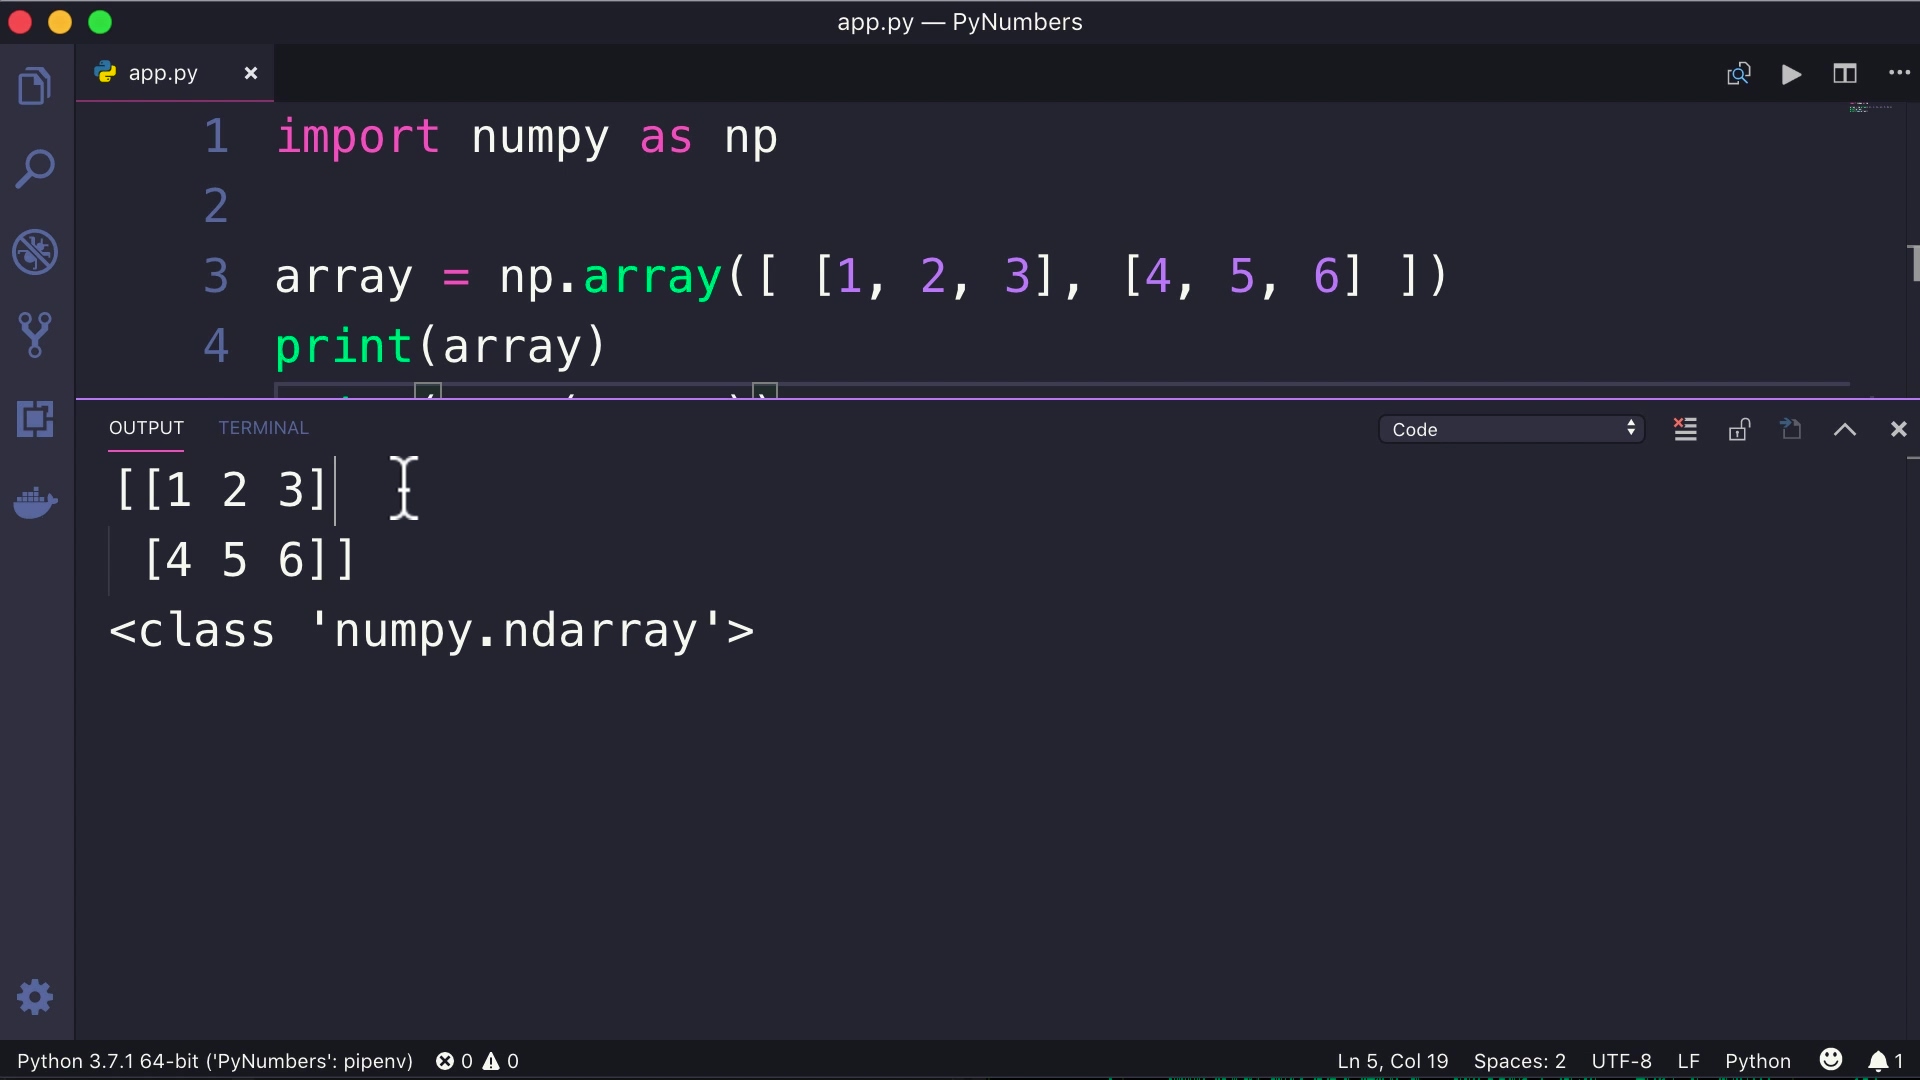 app.py — PyNumbers
app.py
1 import numpy as np
2
3 array = np.array([ [1, 2, 3], [4, 5, 6] ])
4 print(array)
OUTPUT TERMINAL Code
[[1 2 3]
[4 5 6]]
<class 'numpy.ndarray'>
Python 3.7.1 64-bit ('PyNumbers': pipenv) 0 0 Ln 5, Col 19 Spaces: 2 UTF-8 LF Python 1